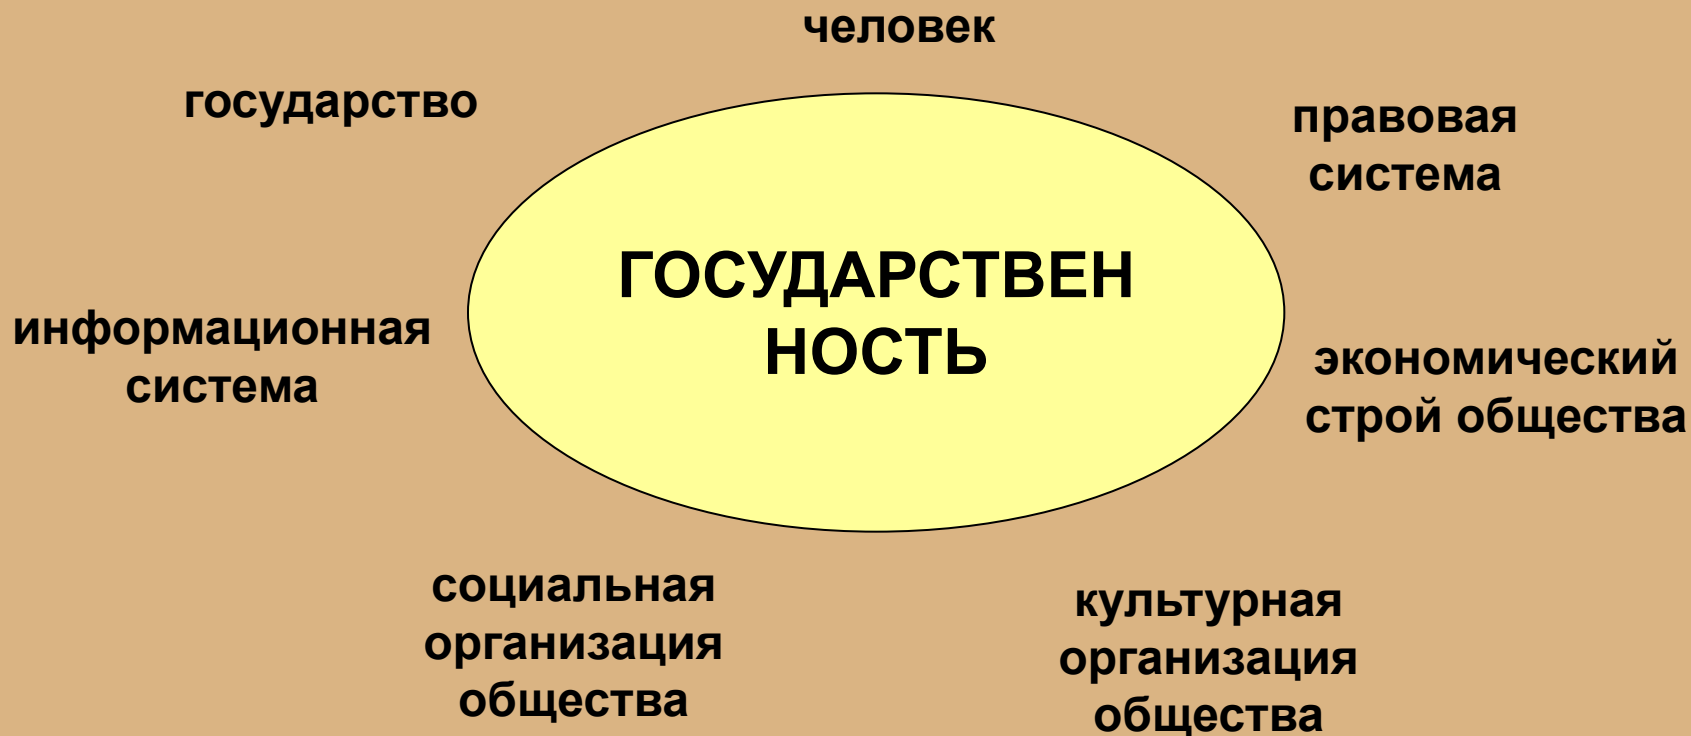 человек
государство
правовая
система
ГОСУДАРСТВЕН
НОСТЬ
информационная
система
экономический
строй общества
социальная
организация
общества
культурная
организация
общества